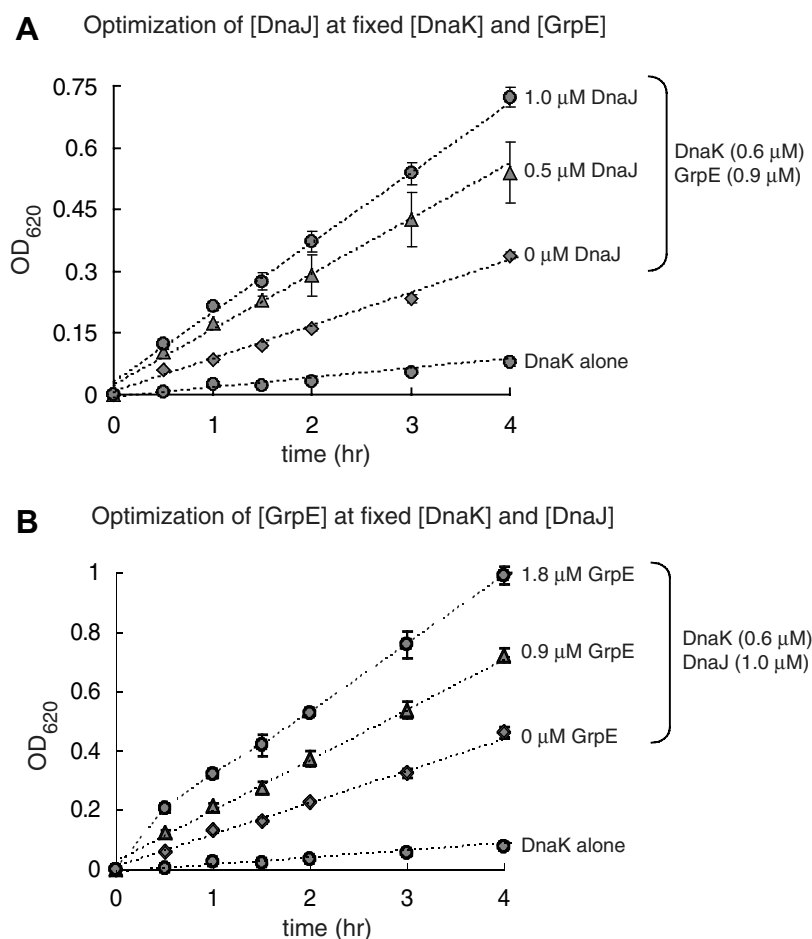 A Optimization of [DnaJ] at fixed [DnaK] and [GrpE]
0.75
0.6
0.45
0.3
0.15
0
OD620
1.0 μM DnaJ
0.5 μM DnaJ
0 μM DnaJ
DnaK alone
DnaK (0.6 μM)
GrpE (0.9 μM)
0 1 2 3 4
time (hr)
B Optimization of [GrpE] at fixed [DnaK] and [DnaJ]
1
0.8
0.6
0.4
0.2
0
OD620
1.8 μM GrpE
0.9 μM GrpE
0 μM GrpE
DnaK alone
DnaK (0.6 μM)
DnaJ (1.0 μM)
0 1 2 3 4
time (hr)